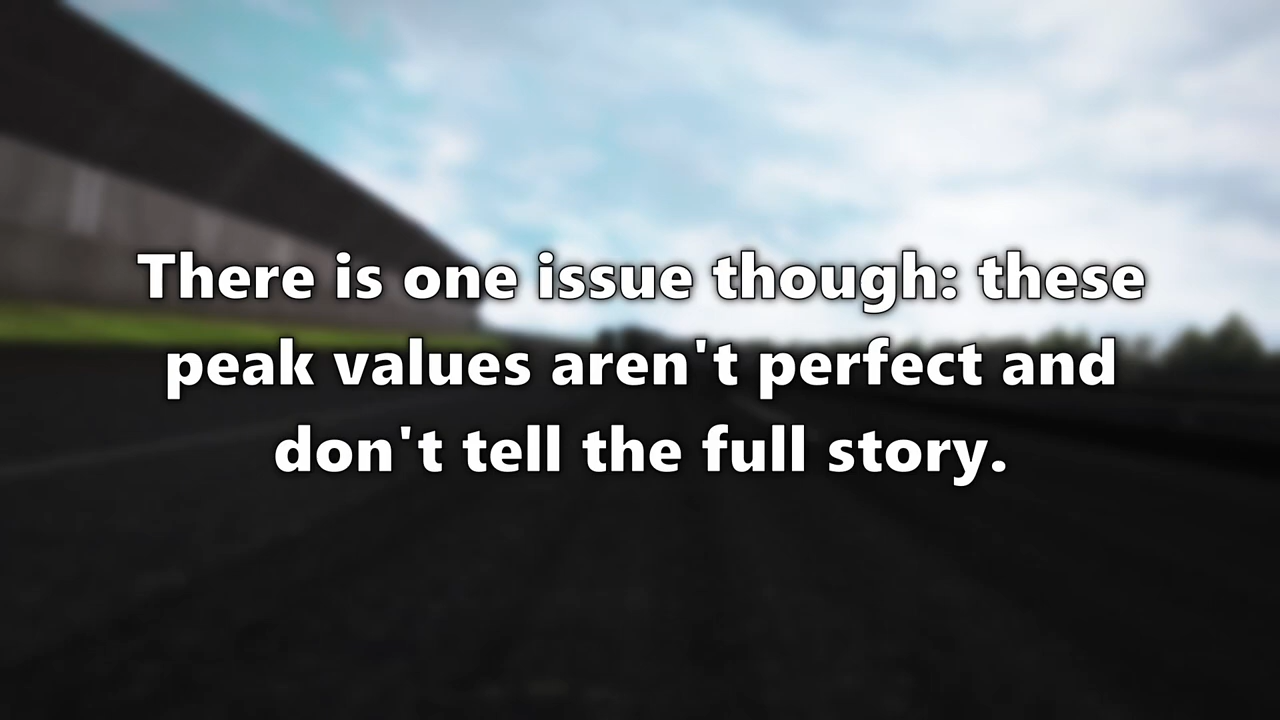 There is one issue though: these
peak values aren't perfect and
don't tell the full story.